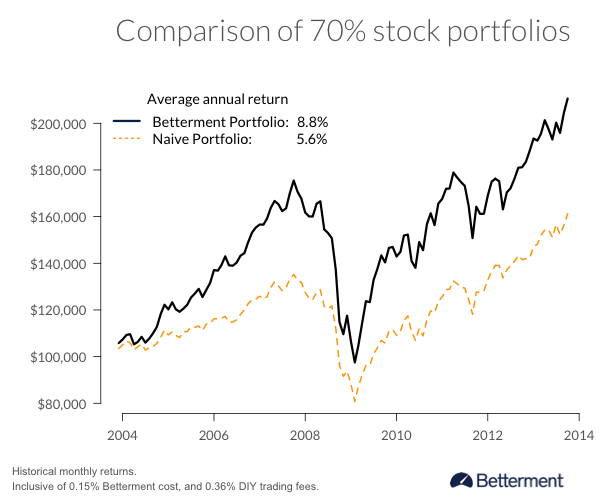 Comparison of 70% stock portfolios
Average annual return
Betterment Portfolio: 8.8%
Naive Portfolio: 5.6%
$200,000
$180,000
$160,000
$140,000
$120,000
$100,000
$80,000
2004 2006 2008 2010 2012 2014
Historical monthly returns.
Inclusive of 0.15% Betterment cost, and 0.36% DIY trading fees.
Betterment